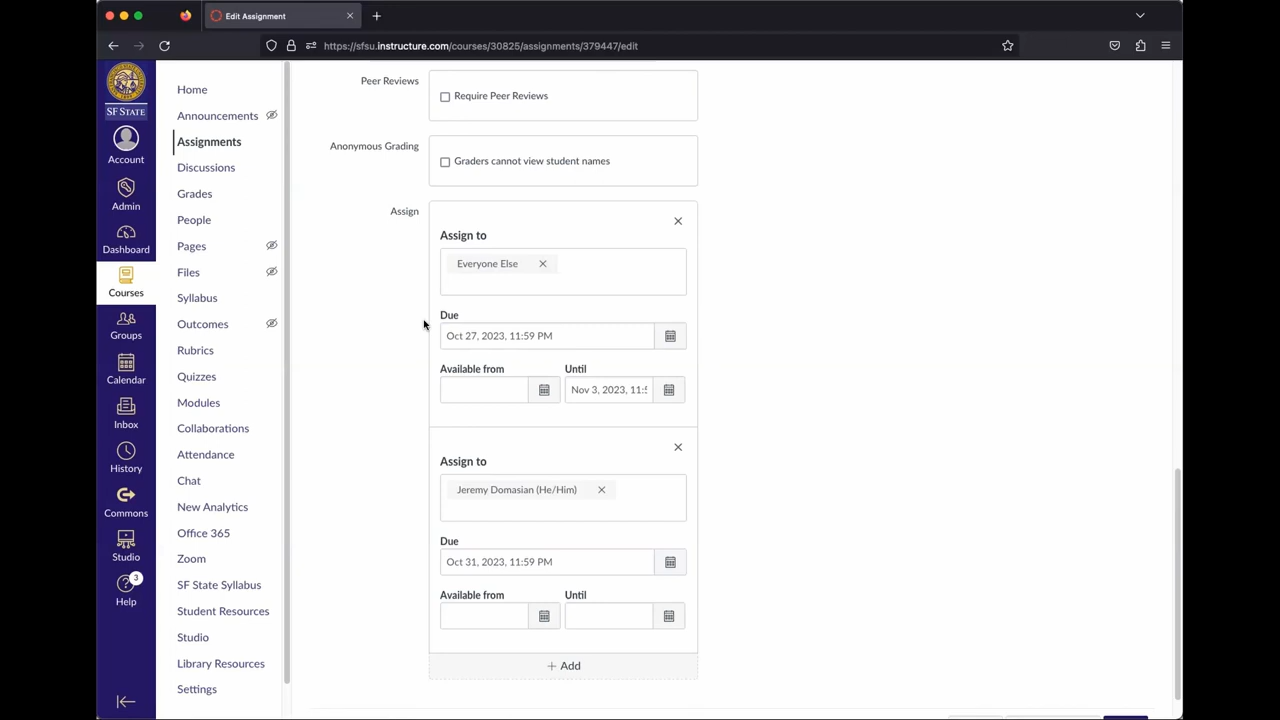 Edit Assignment
https://sfsu.instructure.com/courses/30825/assignments/379447/edit
SF STATE
Account
Admin
Dashboard
Courses
Groups
Calendar
Inbox
History
Commons
Studio
3
Help
Home
Announcements
Assignments
Discussions
Grades
People
Pages
Files
Syllabus
Outcomes
Rubrics
Quizzes
Modules
Collaborations
Attendance
Chat
New Analytics
Office 365
Zoom
SF State Syllabus
Student Resources
Studio
Library Resources
Settings
Peer Reviews
Require Peer Reviews
Anonymous Grading
Graders cannot view student names
Assign
Assign to
Everyone Else
Due
Oct 27, 2023, 11:59 PM
Available from Until
Nov 3, 2023, 11:5
Assign to
Jeremy Domasian (He/Him)
Due
Oct 31, 2023, 11:59 PM
Available from Until
+ Add